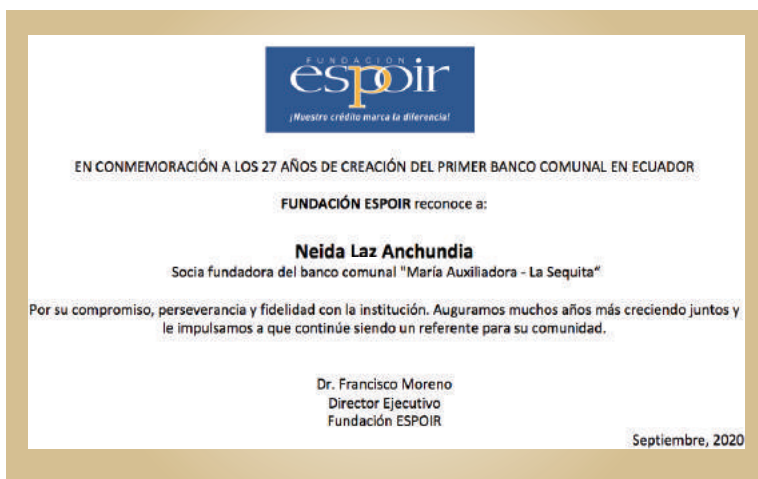 FUNDACION
espoir
¡Nuestro crédito marca la diferencia!
EN CONMEMORACIÓN A LOS 27 AÑOS DE CREACIÓN DEL PRIMER BANCO COMUNAL EN ECUADOR
FUNDACIÓN ESPOIR reconoce a:
Neida Laz Anchundia
Socia fundadora del banco comunal "María Auxiliadora - La Sequita“
Por su compromiso, perseverancia y fidelidad con la institución. Auguramos muchos años más creciendo juntos y
le impulsamos a que continúe siendo un referente para su comunidad.
Dr. Francisco Moreno
Director Ejecutivo
Fundación ESPOIR
Septiembre, 2020